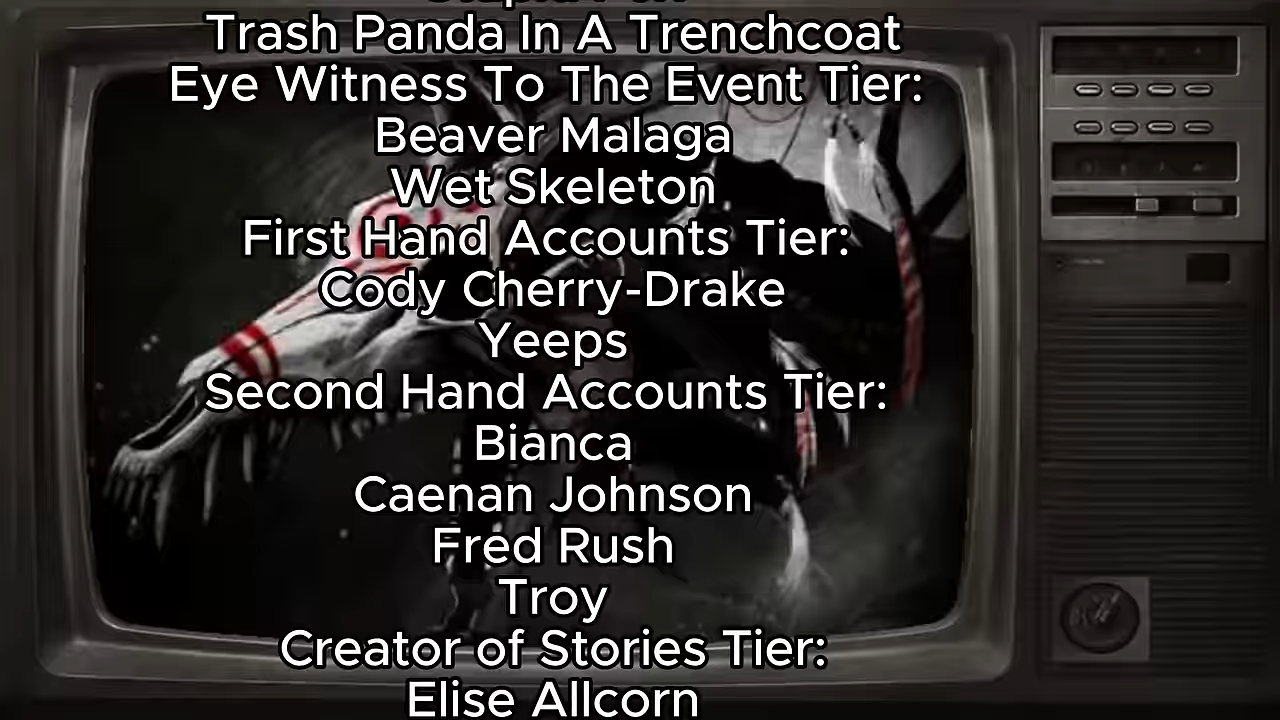 Trash Panda In A Trenchcoat
Eye Witness To The Event Tier:
Beaver Malaga
Wet Skeleton
First Hand Accounts Tier:
Cody Cherry-Drake
Yeeps
Second Hand Accounts Tier:
Bianca
Caenan Johnson
Fred Rush
Troy
Creator of Stories Tier:
Elise Allcorn